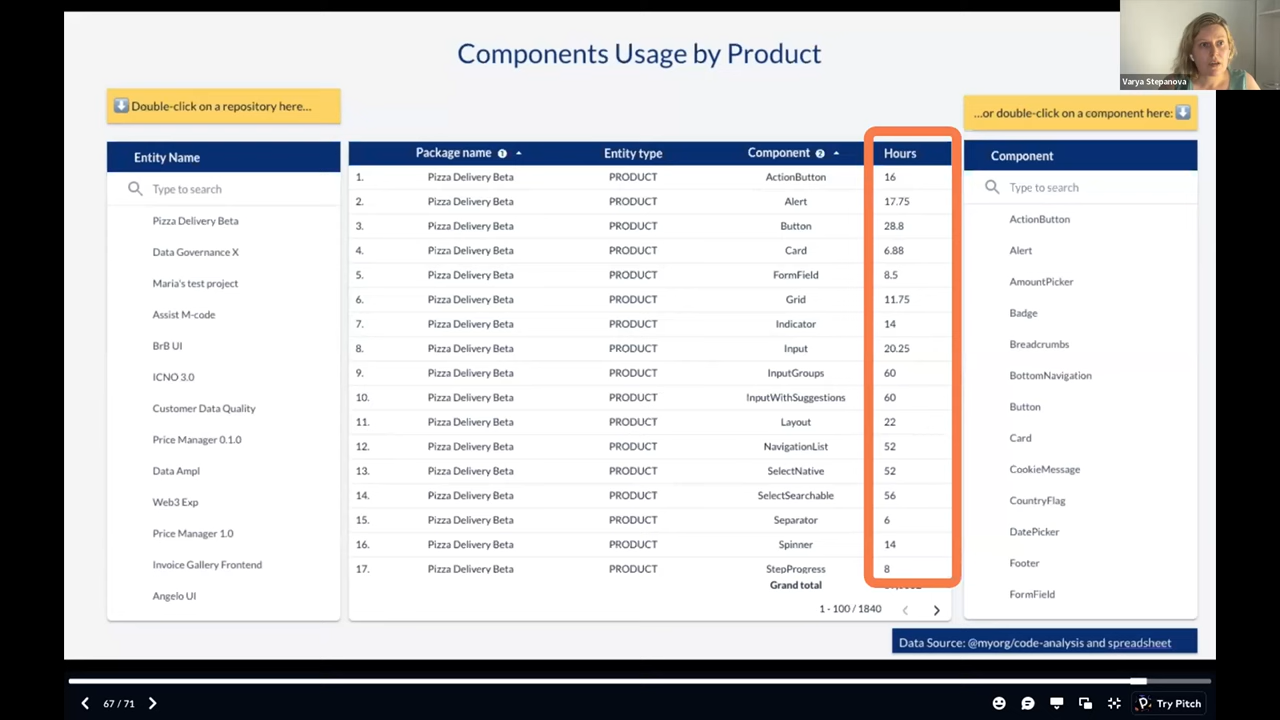 Components Usage by Product
Varya Stepanova
⬇️ Double-click on a repository here...
...or double-click on a component here: ⬇️
Entity Name
Type to search
Pizza Delivery Beta
Data Governance X
Maria's test project
Assist M-code
BrB UI
ICNO 3.0
Customer Data Quality
Price Manager 0.1.0
Data Ampl
Web3 Exp
Price Manager 1.0
Invoice Gallery Frontend
Angelo UI
Package name 1 Entity type Component 2 Hours
1. Pizza Delivery Beta PRODUCT ActionButton 16
2. Pizza Delivery Beta PRODUCT Alert 17.75
3. Pizza Delivery Beta PRODUCT Button 28.8
4. Pizza Delivery Beta PRODUCT Card 6.88
5. Pizza Delivery Beta PRODUCT FormField 8.5
6. Pizza Delivery Beta PRODUCT Grid 11.75
7. Pizza Delivery Beta PRODUCT Indicator 14
8. Pizza Delivery Beta PRODUCT Input 20.25
9. Pizza Delivery Beta PRODUCT InputGroups 60
10. Pizza Delivery Beta PRODUCT InputWithSuggestions 60
11. Pizza Delivery Beta PRODUCT Layout 22
12. Pizza Delivery Beta PRODUCT NavigationList 52
13. Pizza Delivery Beta PRODUCT SelectNative 52
14. Pizza Delivery Beta PRODUCT SelectSearchable 56
15. Pizza Delivery Beta PRODUCT Separator 6
16. Pizza Delivery Beta PRODUCT Spinner 14
17. Pizza Delivery Beta PRODUCT StepProgress 8
Grand total
1 - 100 / 1840
Component
Type to search
ActionButton
Alert
AmountPicker
Badge
Breadcrumbs
BottomNavigation
Button
Card
CookieMessage
CountryFlag
DatePicker
Footer
FormField
Data Source: @myorg/code-analysis and spreadsheet
67 / 71
Try Pitch